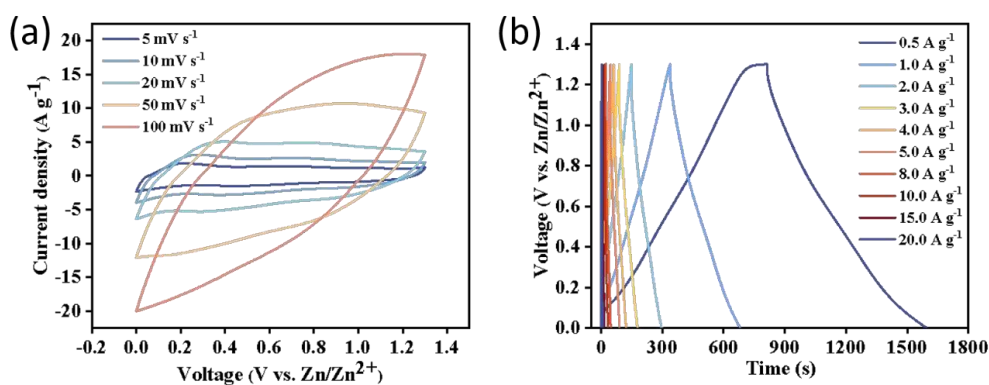 (a)
20
15
10
5
0
-5
-10
-15
-20
Current density (A g⁻¹)
5 mV s⁻¹
10 mV s⁻¹
20 mV s⁻¹
50 mV s⁻¹
100 mV s⁻¹
-0.2 0.0 0.2 0.4 0.6 0.8 1.0 1.2 1.4
Voltage (V vs. Zn/Zn²⁺)
(b)
1.4
1.2
1.0
0.8
0.6
0.4
0.2
0.0
Voltage (V vs. Zn/Zn²⁺)
0.5 A g⁻¹
1.0 A g⁻¹
2.0 A g⁻¹
3.0 A g⁻¹
4.0 A g⁻¹
5.0 A g⁻¹
8.0 A g⁻¹
10.0 A g⁻¹
15.0 A g⁻¹
20.0 A g⁻¹
0 300 600 900 1200 1500 1800
Time (s)